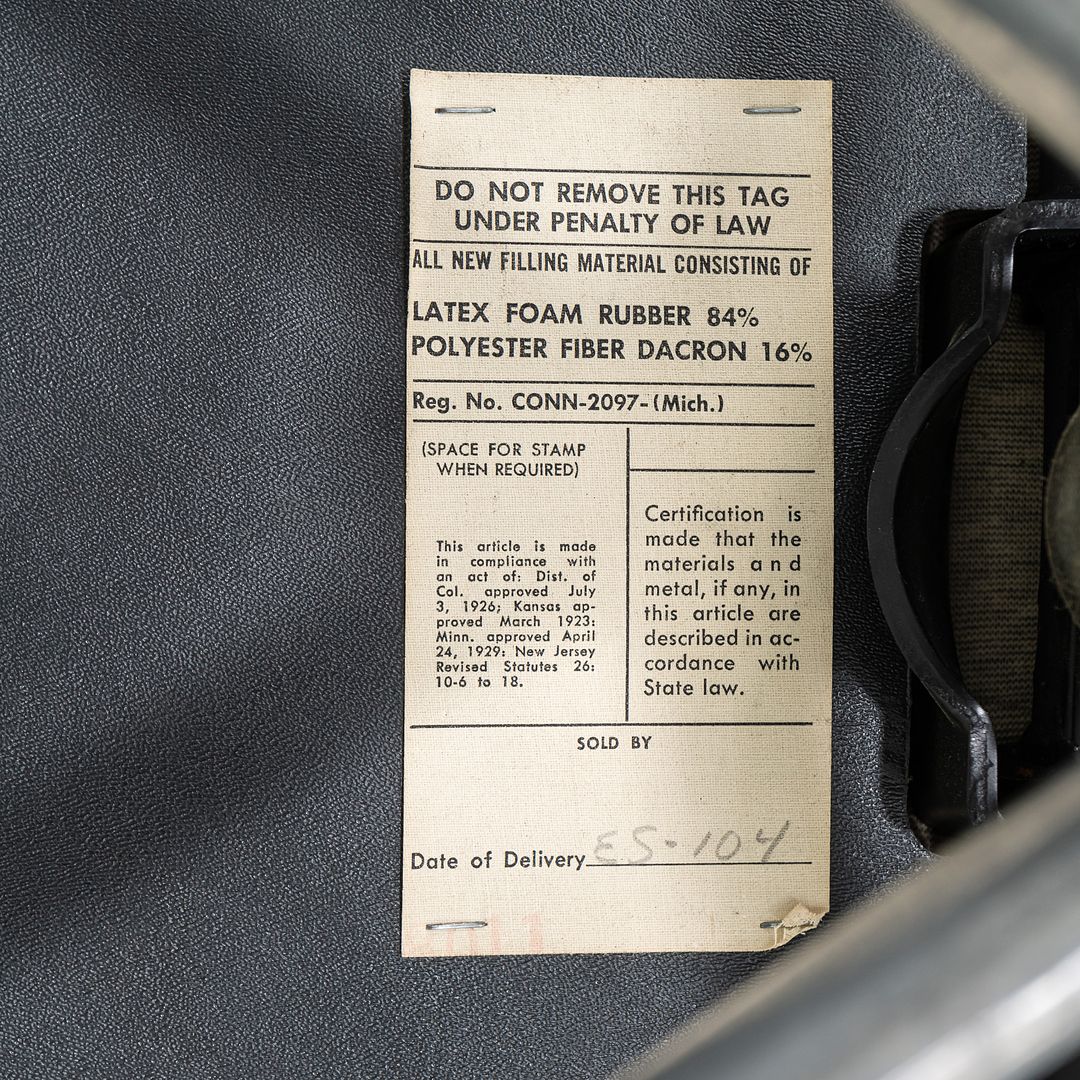 DO NOT REMOVE THIS TAG
UNDER PENALTY OF LAW
ALL NEW FILLING MATERIAL CONSISTING OF
LATEX FOAM RUBBER 84%
POLYESTER FIBER DACRON 16%
Reg. No. CONN-2097-(Mich.)
(SPACE FOR STAMP
WHEN REQUIRED)
This article is made
in compliance with
an act of: Dist. of
Col. approved July
3, 1926; Kansas ap-
proved March 1923:
Minn. approved April
24, 1929: New Jersey
Revised Statutes 26:
10-6 to 18.
Certification is
made that the
materials and
metal, if any, in
this article are
described in ac-
cordance with
State law.
SOLD BY
Date of Delivery ES-104